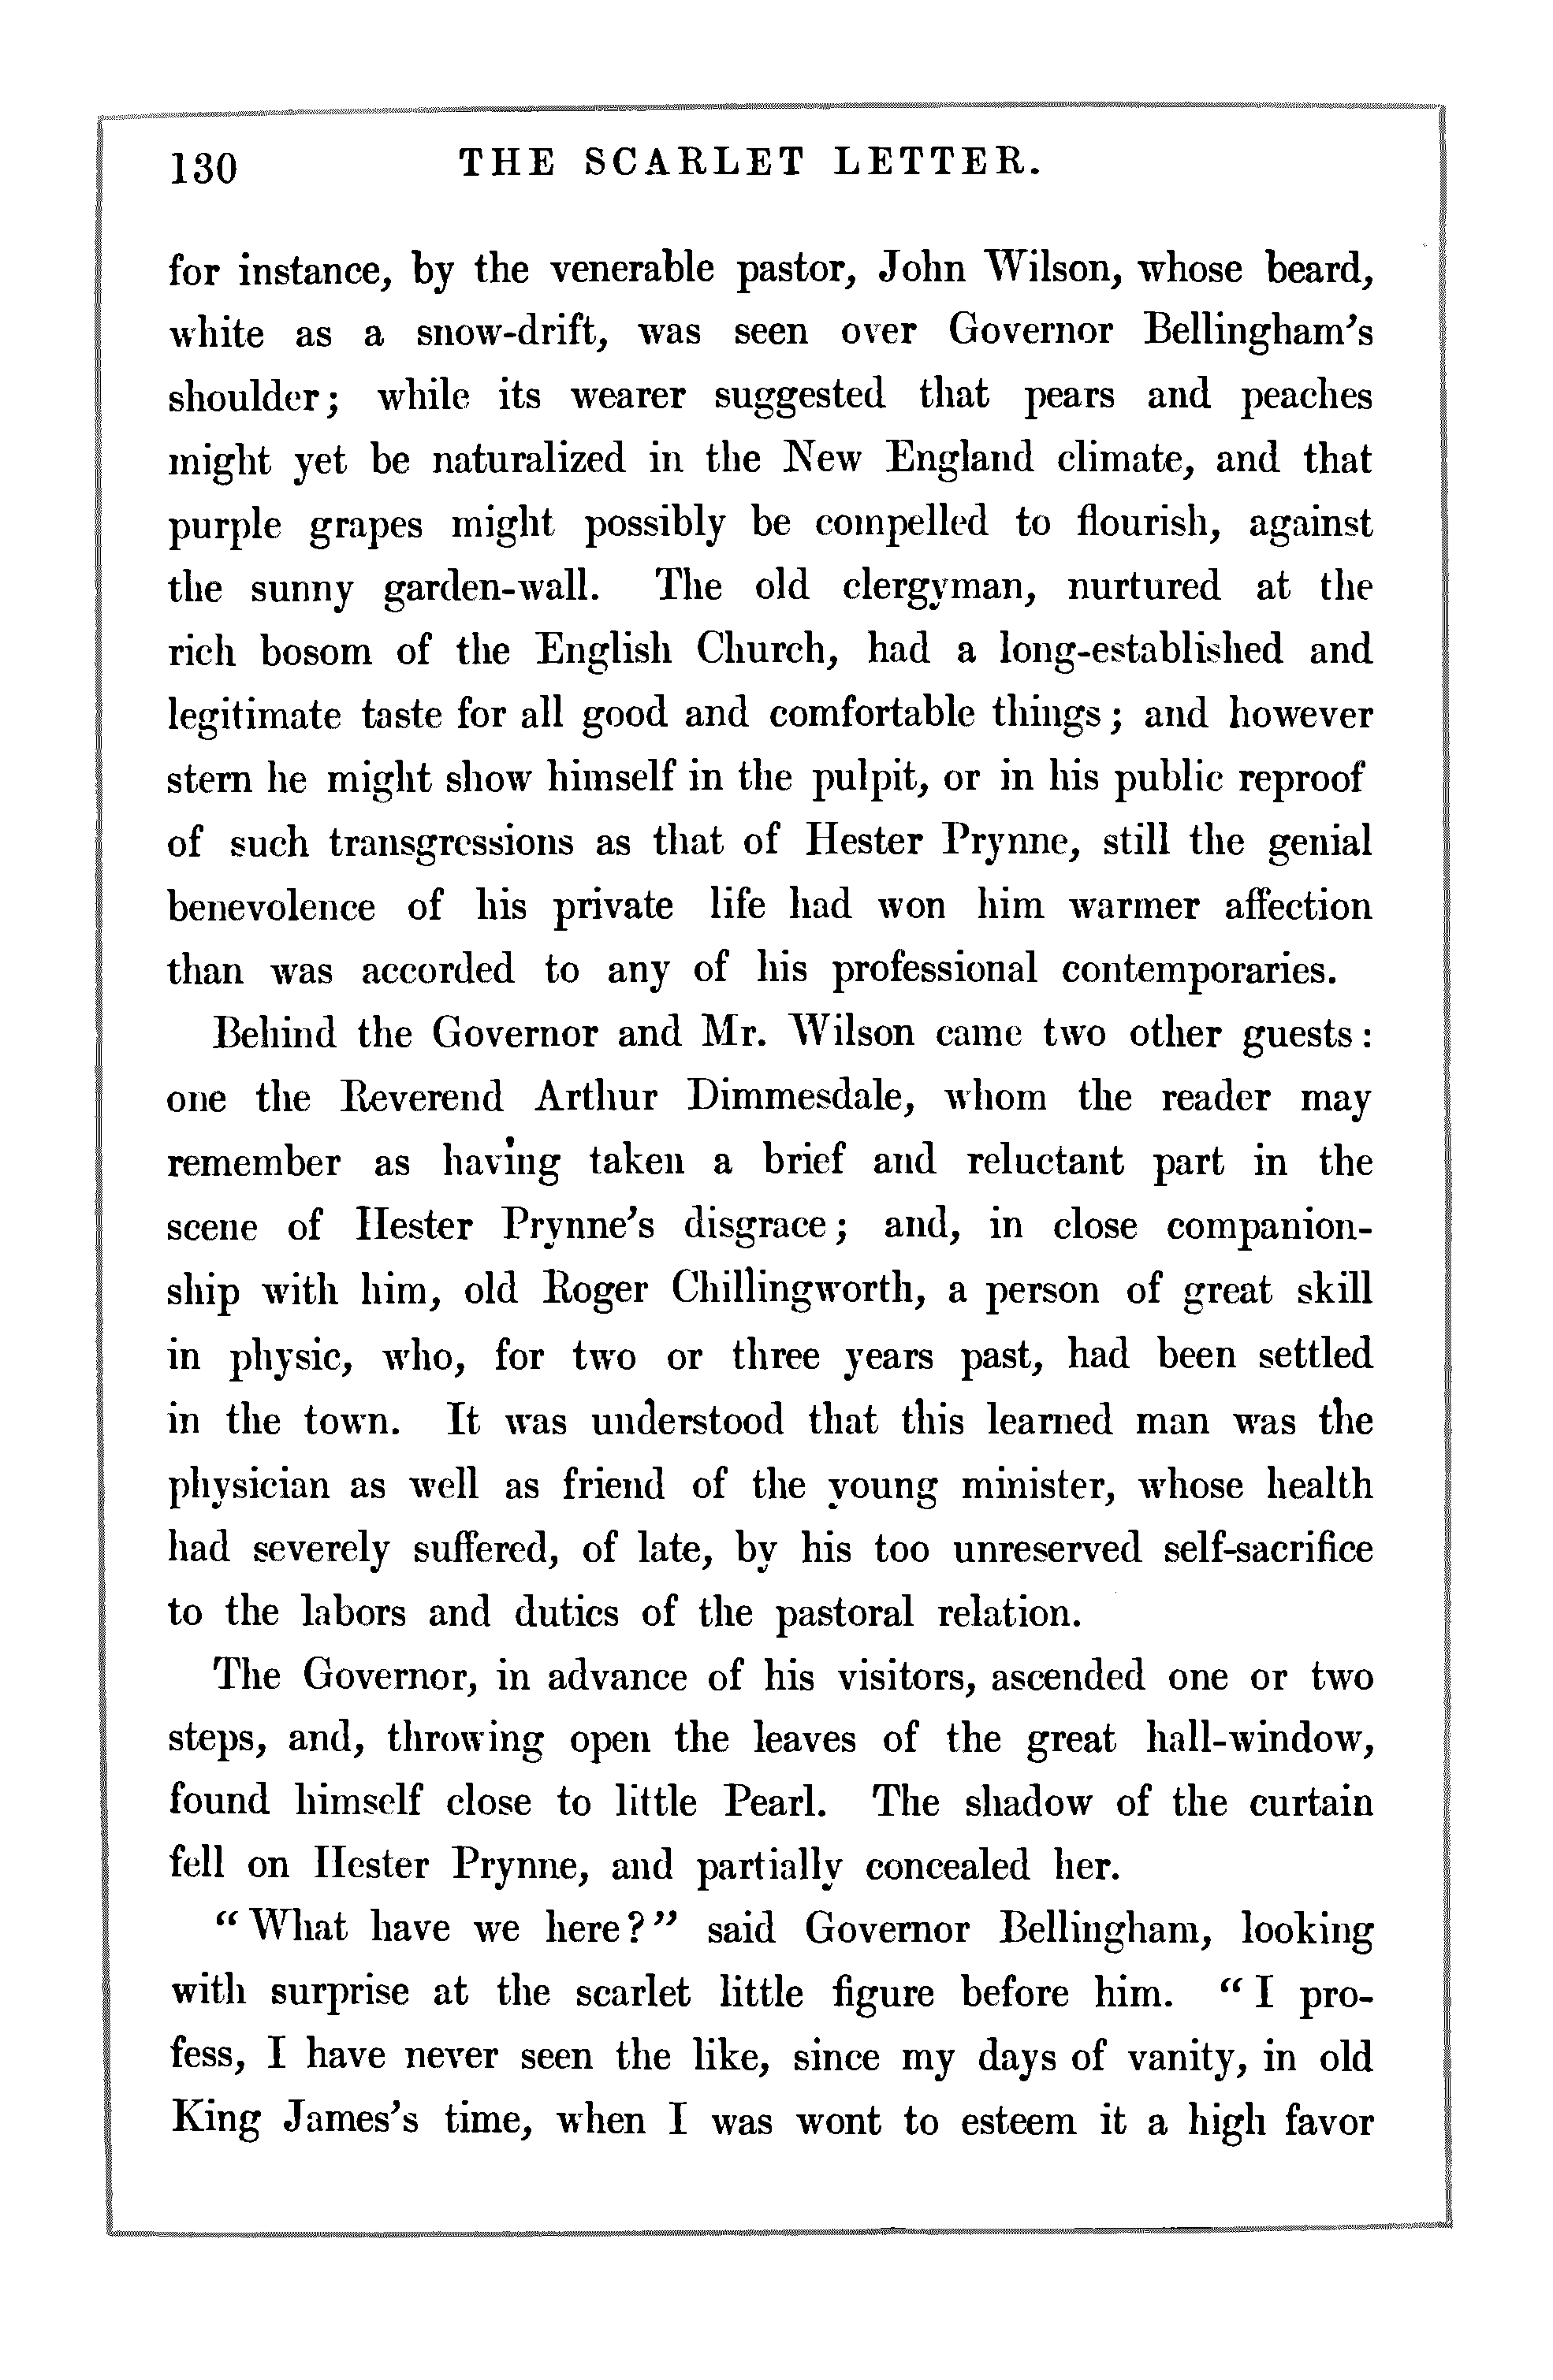 130 THE SCARLET LETTER.
for instance, by the venerable pastor, John Wilson, whose beard,
white as a snow-drift, was seen over Governor Bellingham's
shoulder; while its wearer suggested that pears and peaches
might yet be naturalized in the New England climate, and that
purple grapes might possibly be compelled to flourish, against
the sunny garden-wall. The old clergyman, nurtured at the
rich bosom of the English Church, had a long-established and
legitimate taste for all good and comfortable things; and however
stern he might show himself in the pulpit, or in his public reproof
of such transgressions as that of Hester Prynne, still the genial
benevolence of his private life had won him warmer affection
than was accorded to any of his professional contemporaries.
Behind the Governor and Mr. Wilson came two other guests:
one the Reverend Arthur Dimmesdale, whom the reader may
remember as having taken a brief and reluctant part in the
scene of Hester Prynne's disgrace; and, in close companion-
ship with him, old Roger Chillingworth, a person of great skill
in physic, who, for two or three years past, had been settled
in the town. It was understood that this learned man was the
physician as well as friend of the young minister, whose health
had severely suffered, of late, by his too unreserved self-sacrifice
to the labors and duties of the pastoral relation.
The Governor, in advance of his visitors, ascended one or two
steps, and, throwing open the leaves of the great hall-window,
found himself close to little Pearl. The shadow of the curtain
fell on Hester Prynne, and partially concealed her.
"What have we here?" said Governor Bellingham, looking
with surprise at the scarlet little figure before him. "I pro-
fess, I have never seen the like, since my days of vanity, in old
King James's time, when I was wont to esteem it a high favor